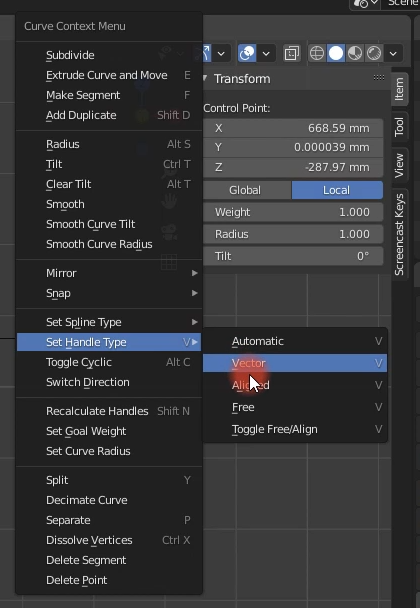 Scene
Curve Context Menu
Subdivide
Extrude Curve and Move E
Make Segment F
Add Duplicate Shift D
Radius Alt S
Tilt Ctrl T
Clear Tilt Alt T
Smooth
Smooth Curve Tilt
Smooth Curve Radius
Mirror
Snap
Set Spline Type
Set Handle Type V
Toggle Cyclic Alt C
Switch Direction
Recalculate Handles Shift N
Set Goal Weight
Set Curve Radius
Split Y
Decimate Curve
Separate P
Dissolve Vertices Ctrl X
Delete Segment
Delete Point
Transform
Control Point:
X 668.59 mm
Y 0.000039 mm
Z -287.97 mm
Global Local
Weight 1.000
Radius 1.000
Tilt 0°
Automatic V
Vector V
Aligned V
Free V
Toggle Free/Align V
Item
Tool
View
Screencast Keys